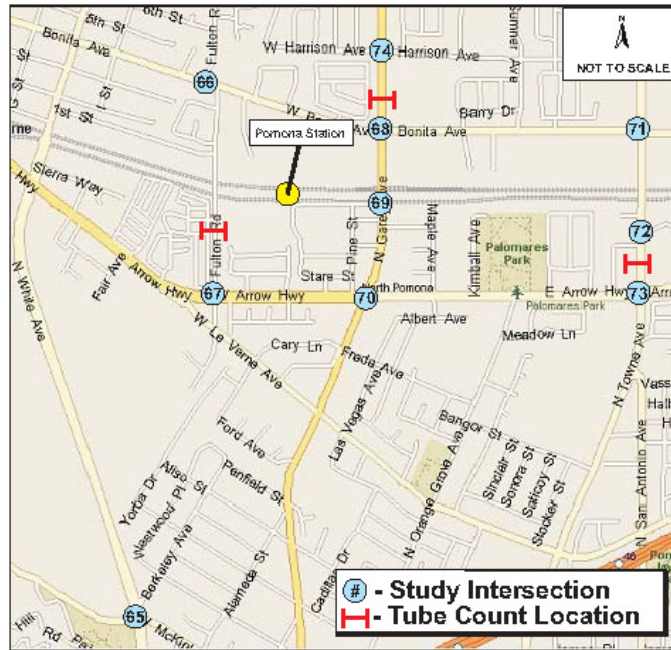 N
NOT TO SCALE
6th St
5th St
Bonita Ave
1st St
Fulton R
W Harrison Ave
74
Harrison Ave
Sumner Ave
66
Barry Dr
68
Bonita Ave
71
Pomona Station
Sierra Way
Hwy
69
N Gare
Ave
Fulton Rd
Pine St
Maple Ave
Kimball Ave
Palomares
Park
72
N White Ave
Fair Ave
Arrow Hwy
67
Arrow Hwy
Stare St
North Pomona
70
E Arrow Hwy
73
Palomares Park
Albert Ave
Meadow Ln
W Le Verne Ave
Cary Ln
Freda Ave
Las Vegas Ave
N Towne Ave
Ford Ave
Bangor St
Penfield St
Yorba Dr
Aliso St
Westwood Pl
Berkeley Ave
Alameda St
Cadillac Dr
N Orange Grove Ave
Sinclair St
Sonora St
Saticoy St
Stocker St
N San Antonio Ave
65
# - Study Intersection
- Tube Count Location